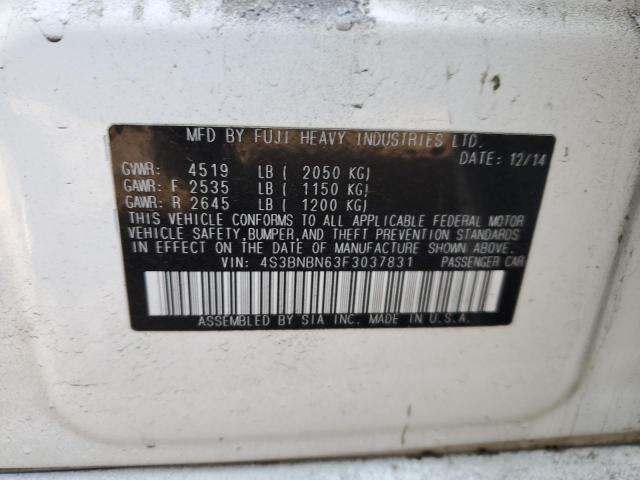 MFD BY FUJI HEAVY INDUSTRIES LTD.
DATE: 12/14
GVWR: 4519 LB ( 2050 KG)
GAWR: F 2535 LB ( 1150 KG)
GAWR: R 2645 LB ( 1200 KG)
THIS VEHICLE CONFORMS TO ALL APPLICABLE FEDERAL MOTOR
VEHICLE SAFETY,BUMPER,AND THEFT PREVENTION STANDARDS
IN EFFECT ON THE DATE OF MANUFACTURE SHOWN ABOVE.
VIN: 4S3BNBN63F3037831 PASSENGER CAR
ASSEMBLED BY SIA INC. MADE IN U.S.A.